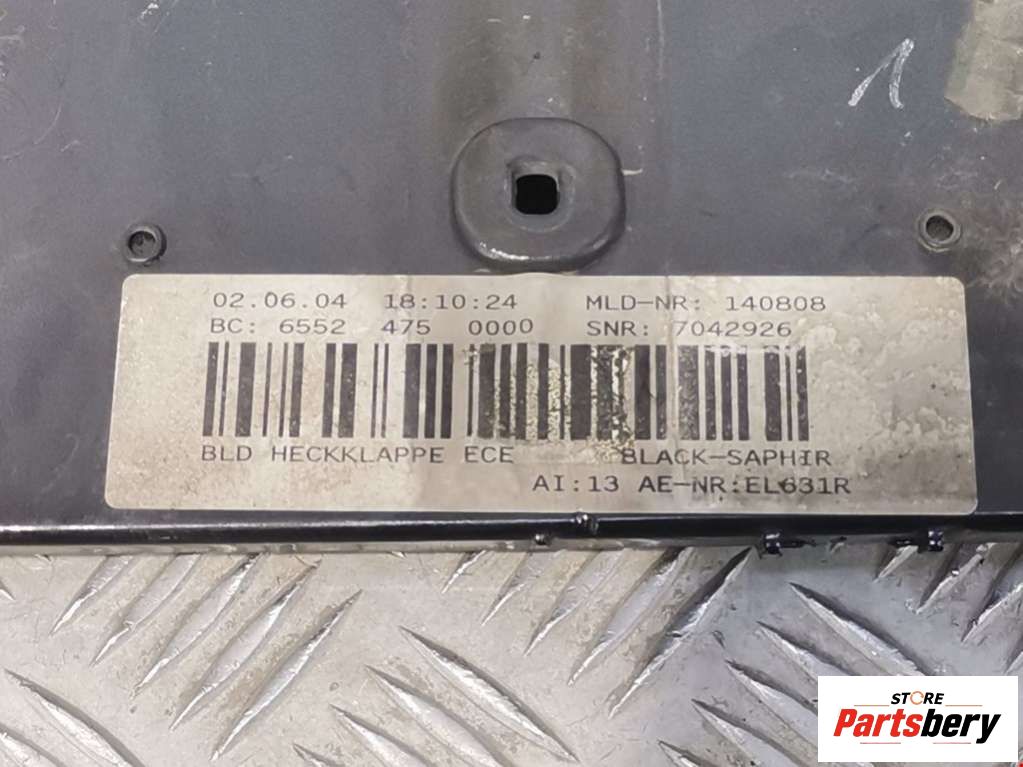 1
02.06.04 18:10:24 MLD-NR: 140808
BC: 6552 475 0000 SNR: 7042926
BLD HECKKLAPPE ECE BLACK-SAPHIR
AI:13 AE-NR:EL631R
STORE
Partsbery